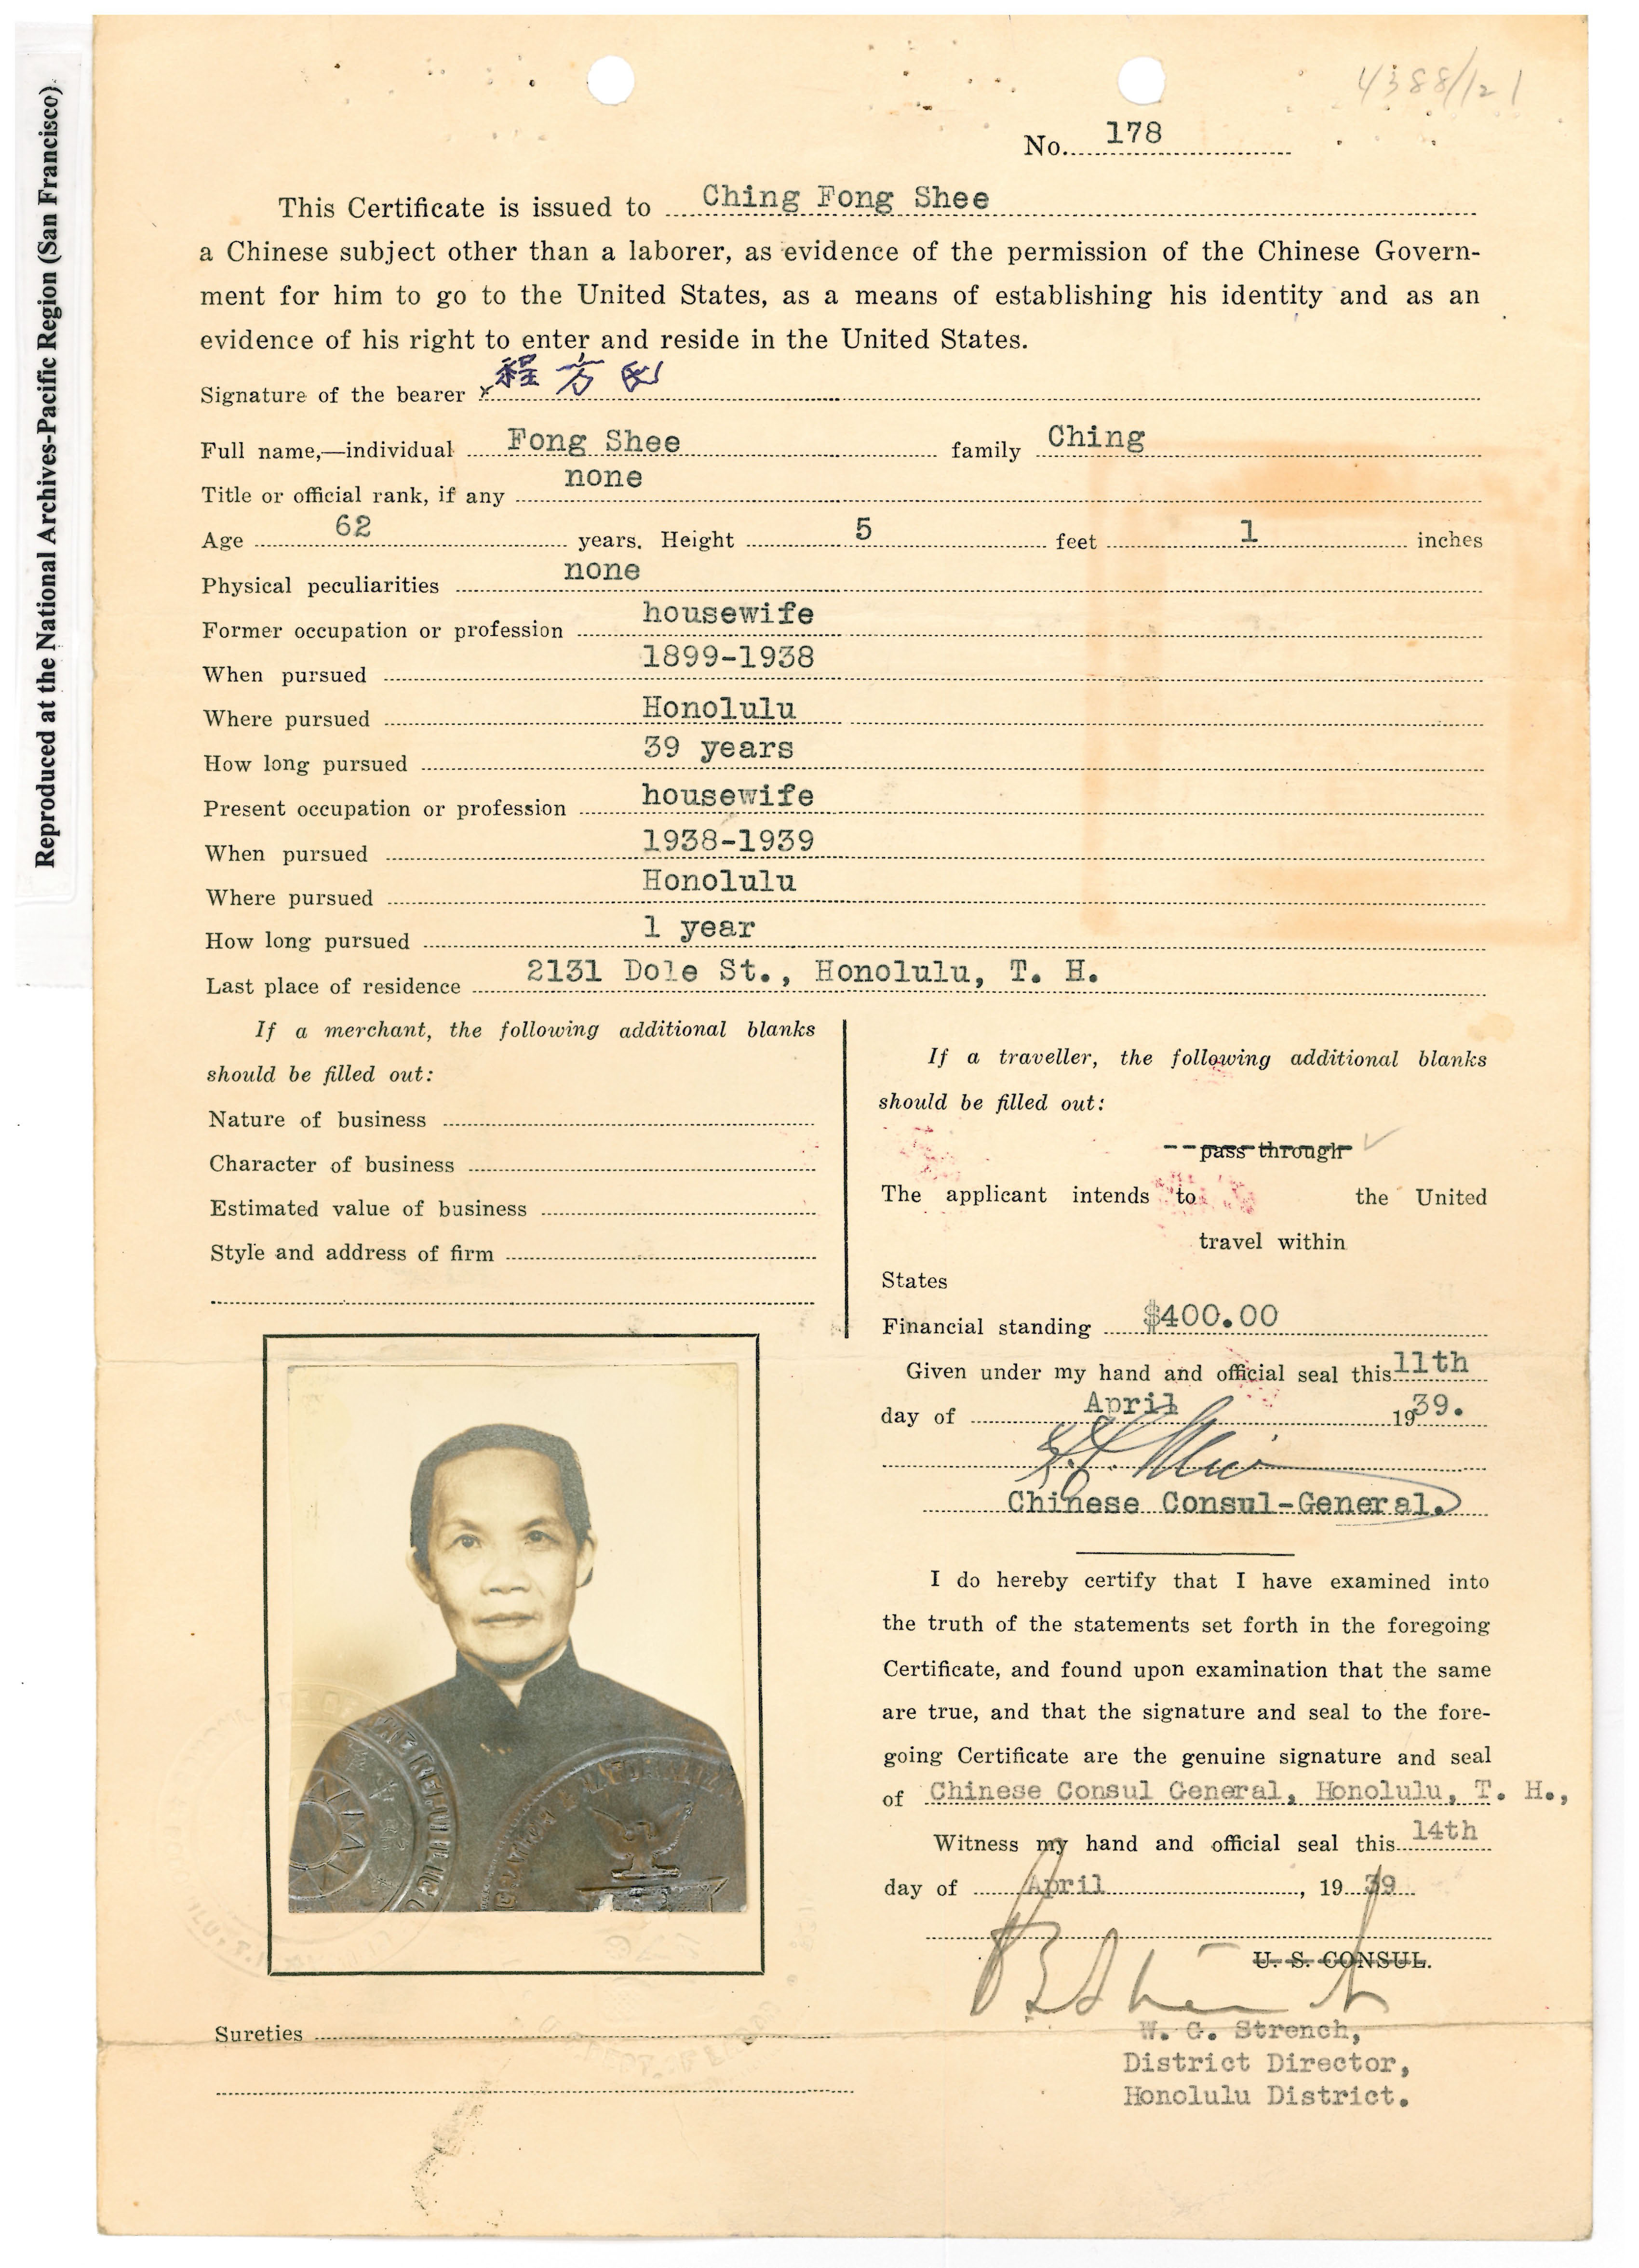 Reproduced at the National Archives-Pacific Region (San Francisco)
4388/121
No. 178
This Certificate is issued to Ching Fong Shee
a Chinese subject other than a laborer, as evidence of the permission of the Chinese Govern-
ment for him to go to the United States, as a means of establishing his identity and as an
evidence of his right to enter and reside in the United States.
Signature of the bearer x 程方氏
Full name,—individual Fong Shee family Ching
Title or official rank, if any none
Age 62 years. Height 5 feet 1 inches
Physical peculiarities none
Former occupation or profession housewife
When pursued 1899-1938
Where pursued Honolulu
How long pursued 39 years
Present occupation or profession housewife
When pursued 1938-1939
Where pursued Honolulu
How long pursued 1 year
Last place of residence 2131 Dole St., Honolulu, T. H.
If a merchant, the following additional blanks
should be filled out:
Nature of business
Character of business
Estimated value of business
Style and address of firm
If a traveller, the following additional blanks
should be filled out:
--pass through
The applicant intends to the United
travel within
States
Financial standing $400.00
Given under my hand and official seal this 11th
day of April 1939.
Chinese Consul-General.
I do hereby certify that I have examined into
the truth of the statements set forth in the foregoing
Certificate, and found upon examination that the same
are true, and that the signature and seal to the fore-
going Certificate are the genuine signature and seal
of Chinese Consul General, Honolulu, T. H.,
Witness my hand and official seal this 14th
day of April, 19 39
U. S. CONSUL.
W. G. Strench,
District Director,
Honolulu District.
Sureties